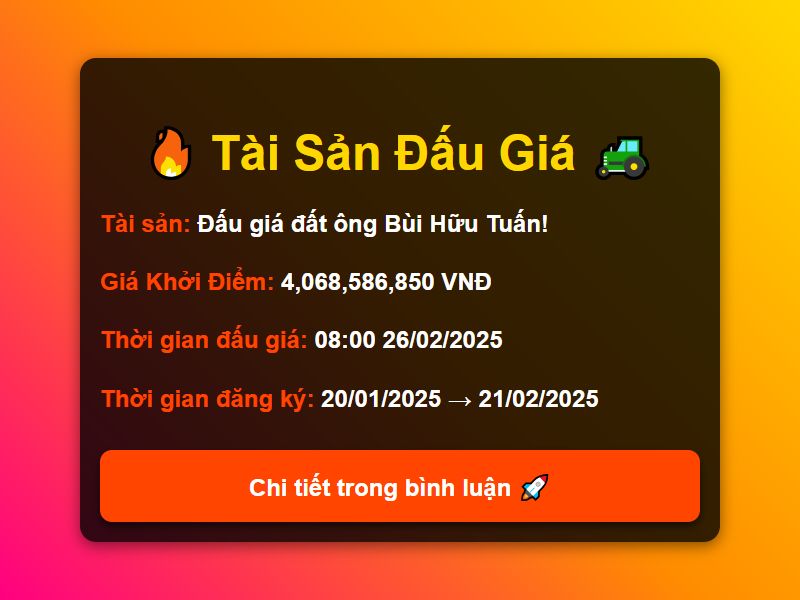 🔥 Tài Sản Đấu Giá 🚜
Tài sản: Đấu giá đất ông Bùi Hữu Tuấn!
Giá Khởi Điểm: 4,068,586,850 VNĐ
Thời gian đấu giá: 08:00 26/02/2025
Thời gian đăng ký: 20/01/2025 → 21/02/2025
Chi tiết trong bình luận 🚀